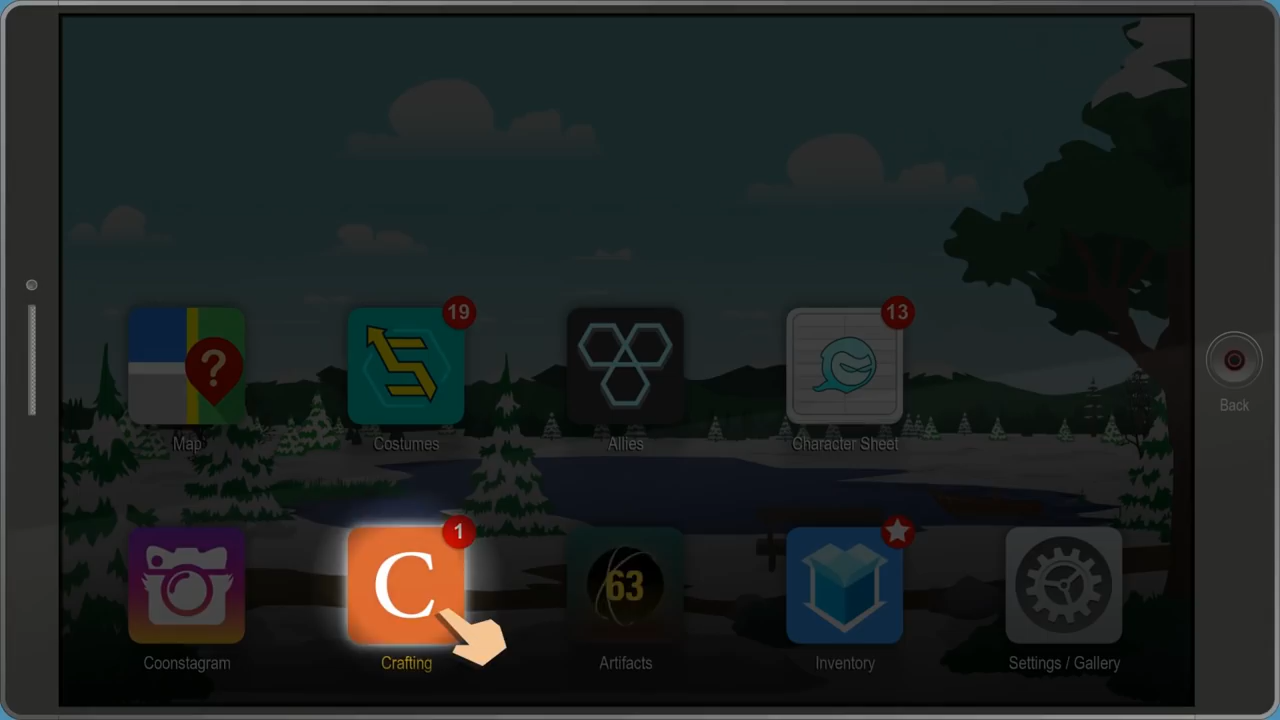 19
13
?
Map
Costumes
Allies
Character Sheet
Back
1
C
63
Coonstagram
Crafting
Artifacts
Inventory
Settings / Gallery